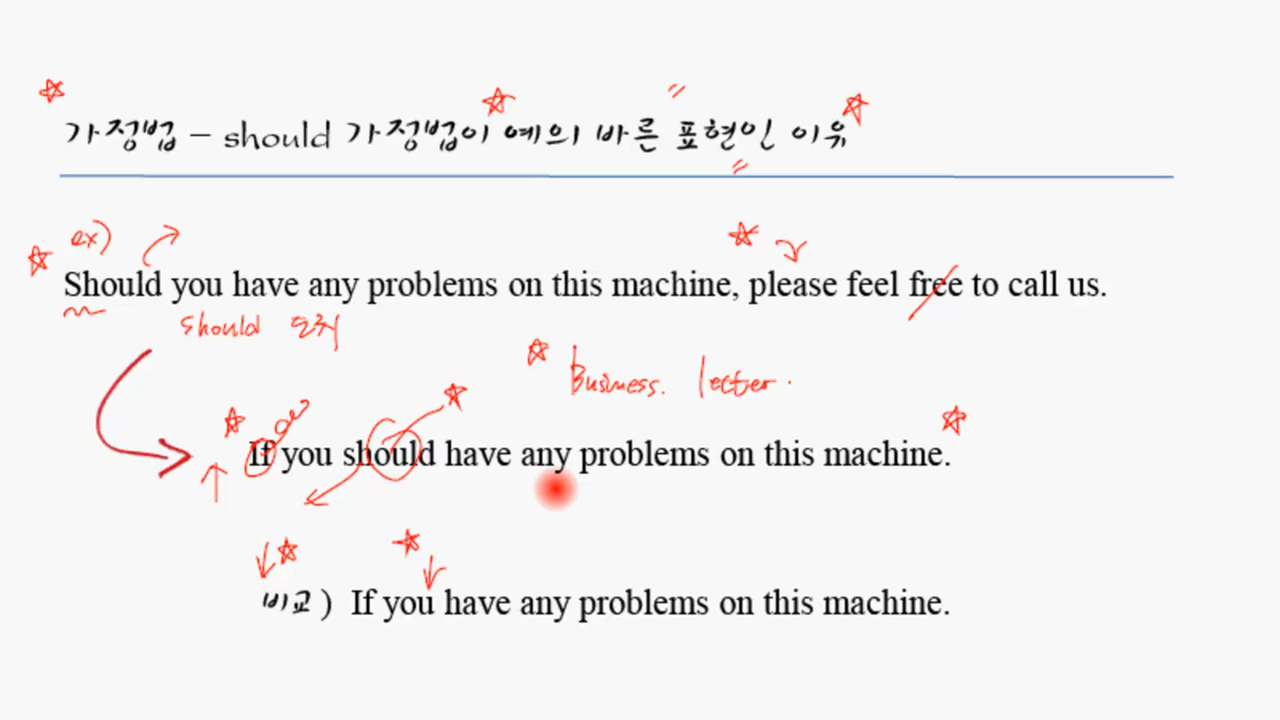 가정법 – should 가정법이 예의 바른 표현인 이유
ex)
Should you have any problems on this machine, please feel free to call us.
should 도치
Business. letter.
If you should have any problems on this machine.
비교) If you have any problems on this machine.